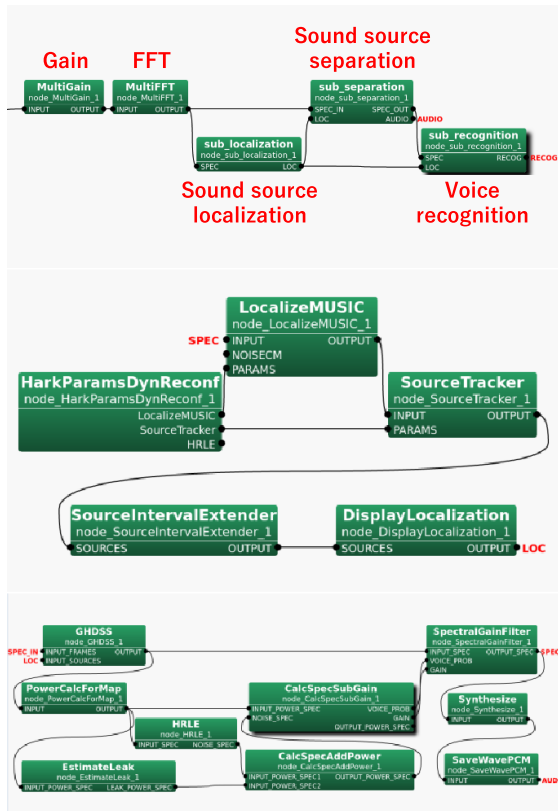 Gain
FFT
Sound source
separation
MultiGain
node_MultiGain_1
INPUT OUTPUT
MultiFFT
node_MultiFFT_1
INPUT OUTPUT
sub_separation
node_sub_separation_1
SPEC_IN SPEC_OUT
LOC AUDIO
AUDIO
sub_localization
node_sub_localization_1
SPEC LOC
sub_recognition
node_sub_recognition_1
SPEC RECOG
LOC
RECOG
Sound source
localization
Voice
recognition
LocalizeMUSIC
node_LocalizeMUSIC_1
SPEC
INPUT OUTPUT
NOISECM
PARAMS
HarkParamsDynReconf
node_HarkParamsDynReconf_1
LocalizeMUSIC
SourceTracker
HRLE
SourceTracker
node_SourceTracker_1
INPUT OUTPUT
PARAMS
SourceIntervalExtender
node_SourceIntervalExtender_1
SOURCES OUTPUT
DisplayLocalization
node_DisplayLocalization_1
SOURCES OUTPUT
LOC
GHDSS
node_GHDSS_1
SPEC_IN
INPUT_FRAMES OUTPUT
LOC
INPUT_SOURCES
SpectralGainFilter
node_SpectralGainFilter_1
INPUT_SPEC OUTPUT_SPEC
VOICE_PROB
GAIN
SPEC
PowerCalcForMap
node_PowerCalcForMap_1
INPUT OUTPUT
CalcSpecSubGain
node_CalcSpecSubGain_1
INPUT_POWER_SPEC VOICE_PROB
NOISE_SPEC GAIN
OUTPUT_POWER_SPEC
Synthesize
node_Synthesize_1
INPUT OUTPUT
HRLE
node_HRLE_1
INPUT_SPEC NOISE_SPEC
EstimateLeak
node_EstimateLeak_1
INPUT_POWER_SPEC LEAK_POWER_SPEC
CalcSpecAddPower
node_CalcSpecAddPower_1
INPUT_POWER_SPEC1 OUTPUT_POWER_SPEC
INPUT_POWER_SPEC2
SaveWavePCM
node_SaveWavePCM_1
INPUT OUTPUT
AUD